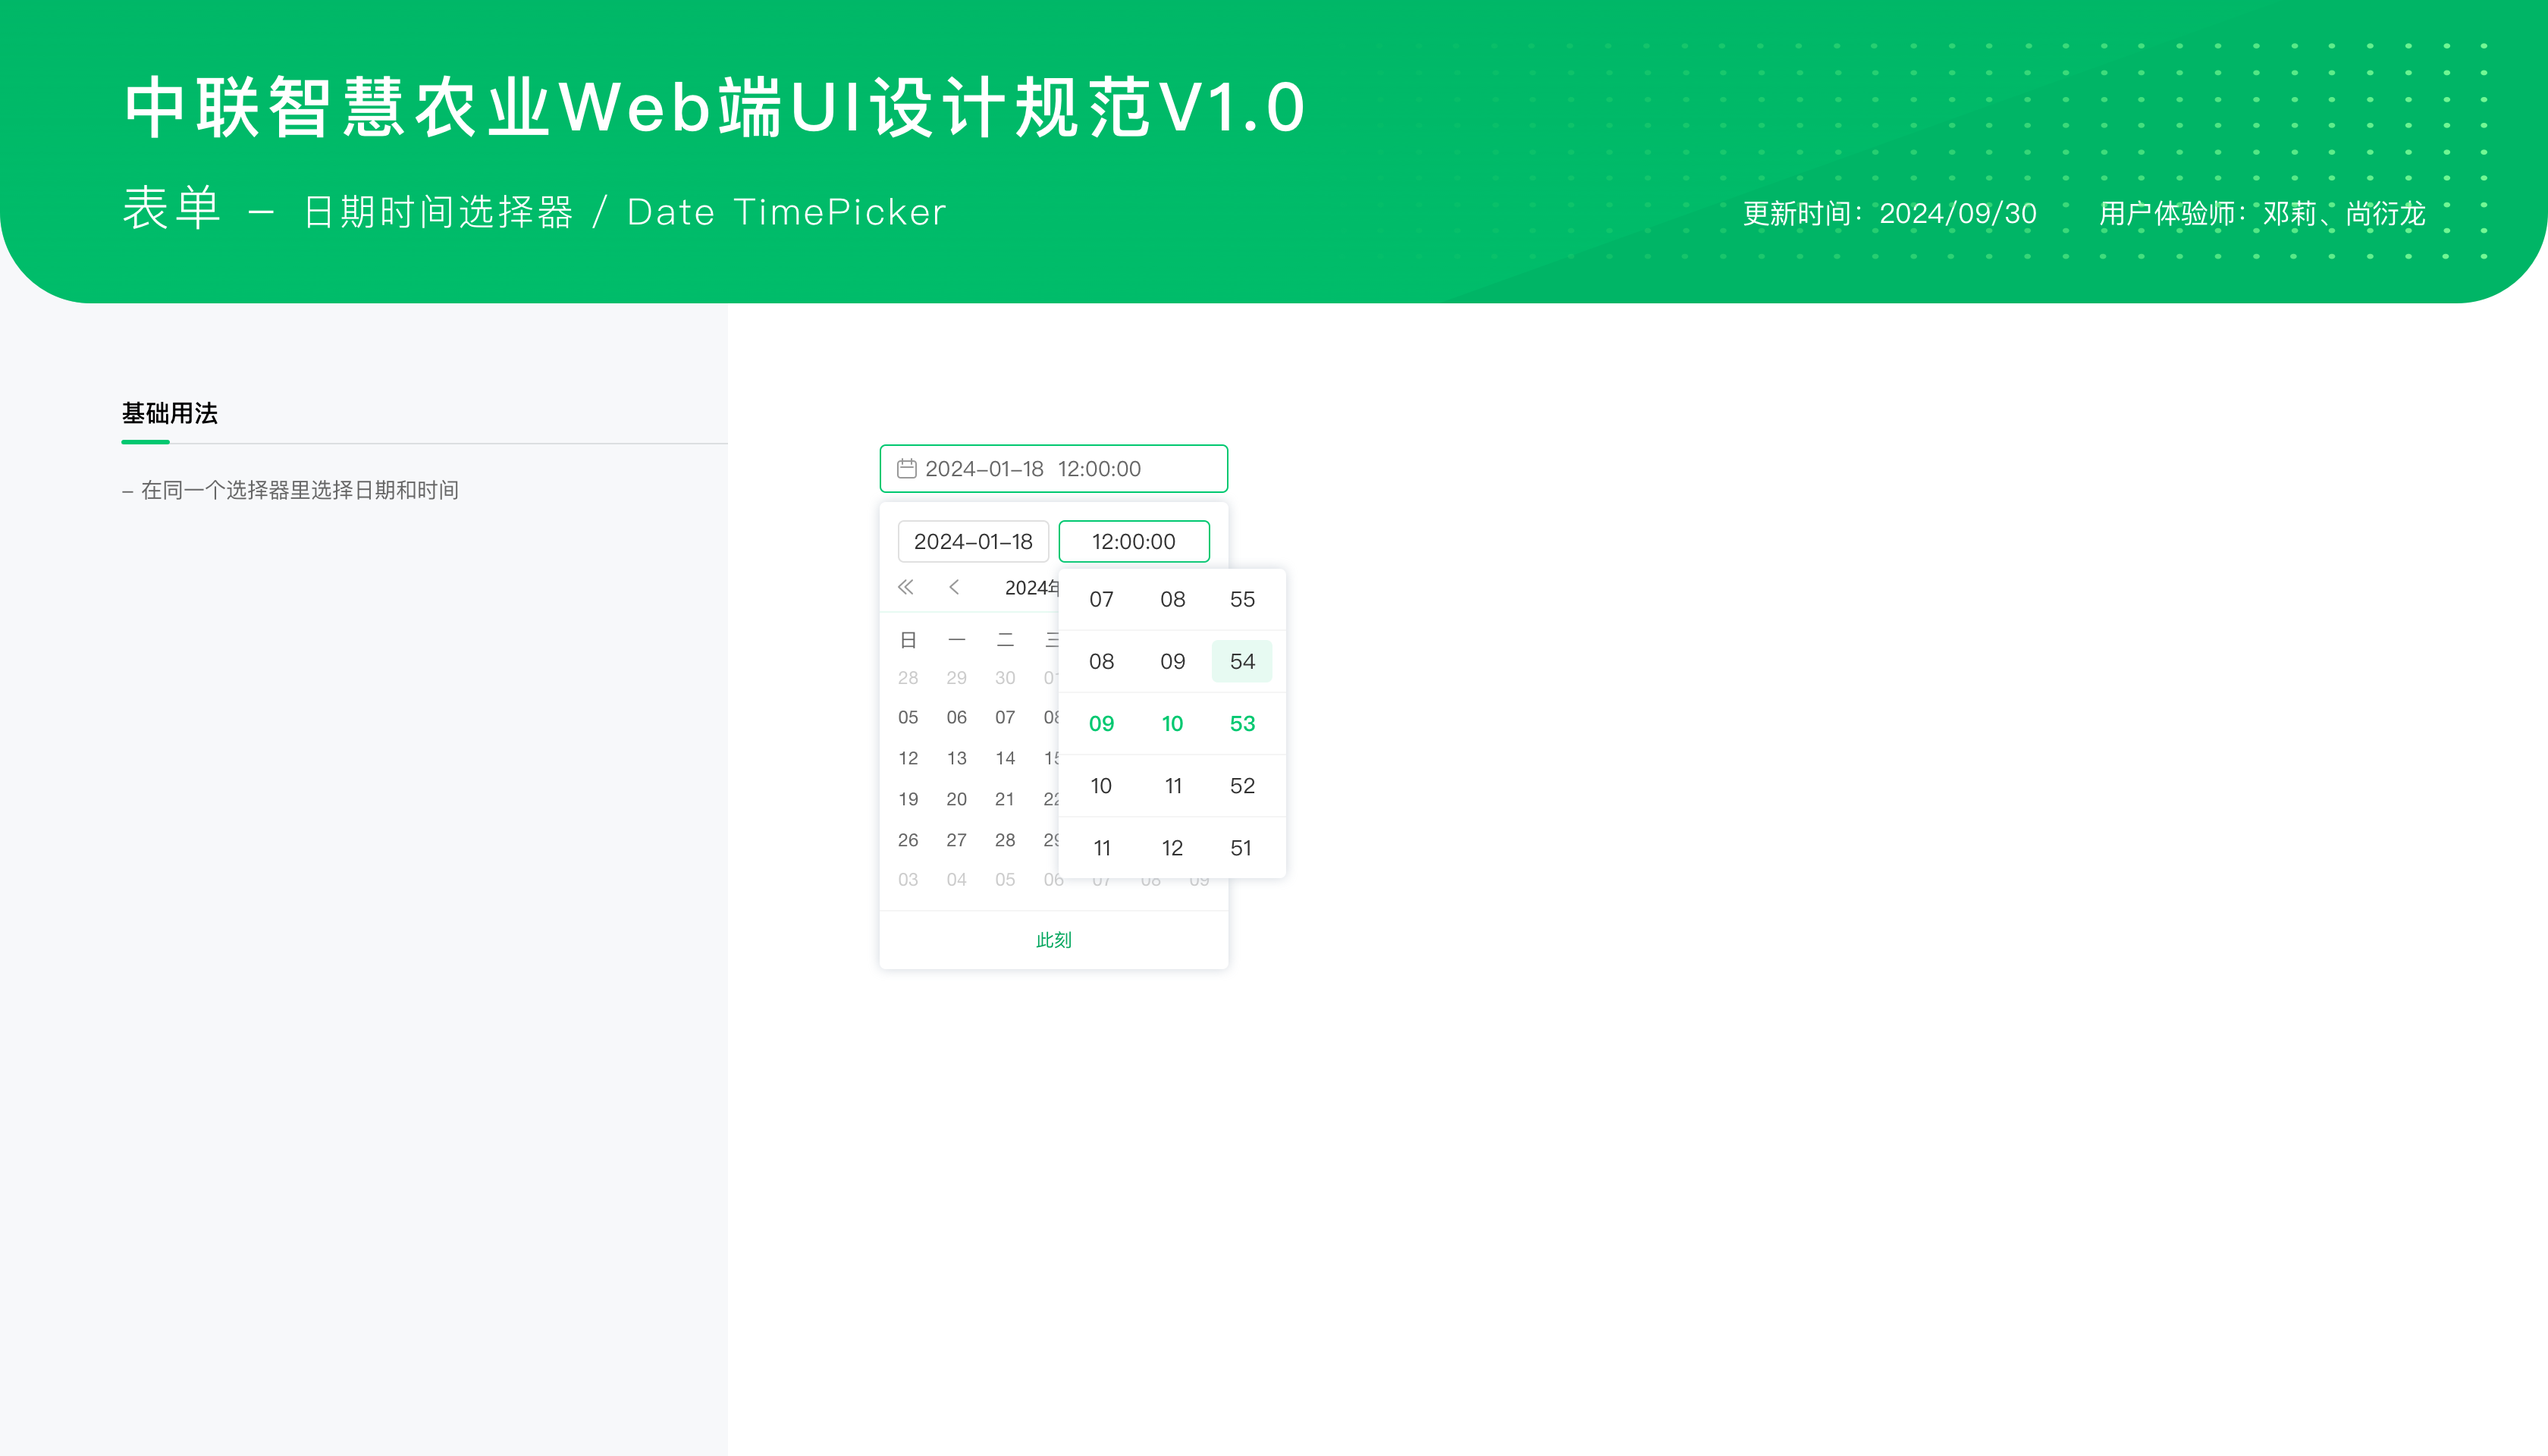 中联智慧农业Web端UI设计规范V1.0
表单 – 日期时间选择器 / Date TimePicker
更新时间：2024/09/30 用户体验师：邓莉、尚衍龙
基础用法
– 在同一个选择器里选择日期和时间
2024–01–18 12:00:00
2024–01–18 12:00:00
2024年
日 一 二 三
28 29 30 01
05 06 07 08
12 13 14 15
19 20 21 22
26 27 28 29
03 04 05 06 07 08 09
07 08 55
08 09 54
09 10 53
10 11 52
11 12 51
此刻